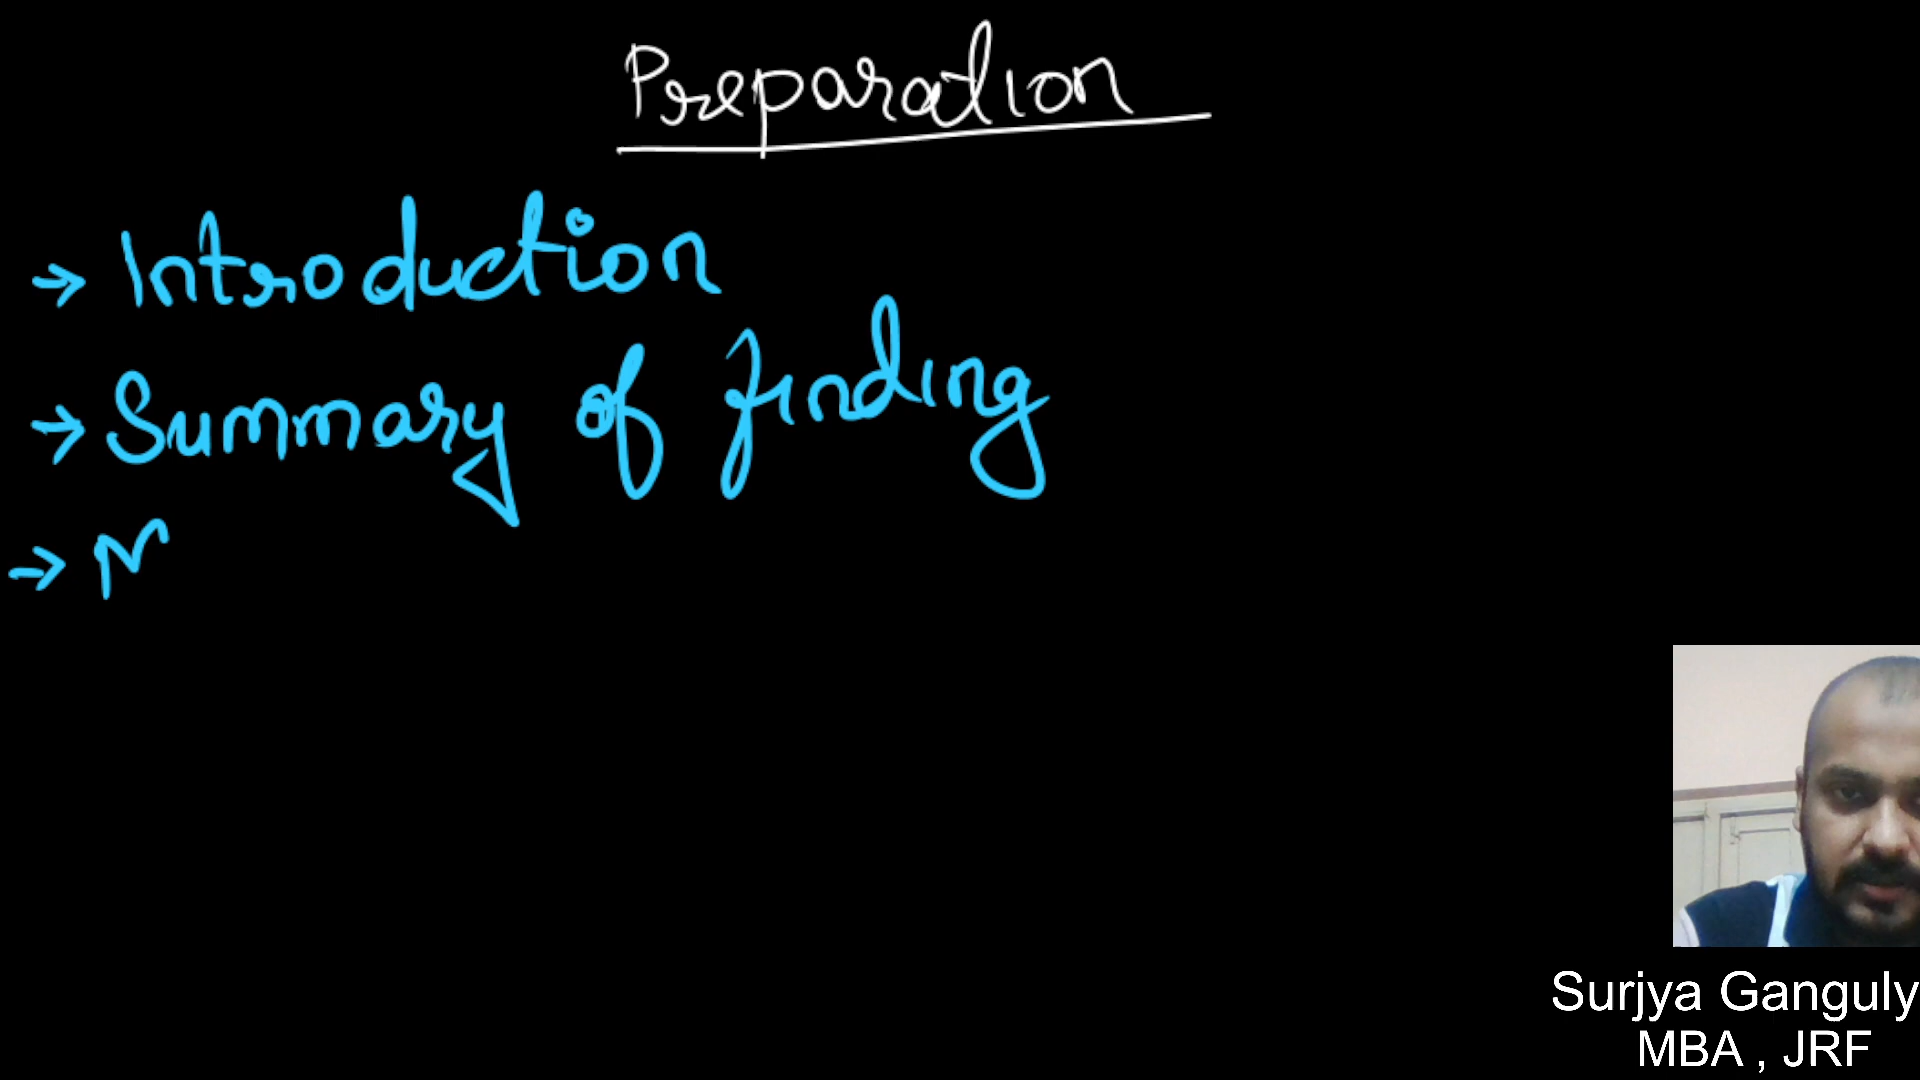 Preparation
→ Introduction
→ Summary of finding
→ M
Surjya Ganguly
MBA , JRF